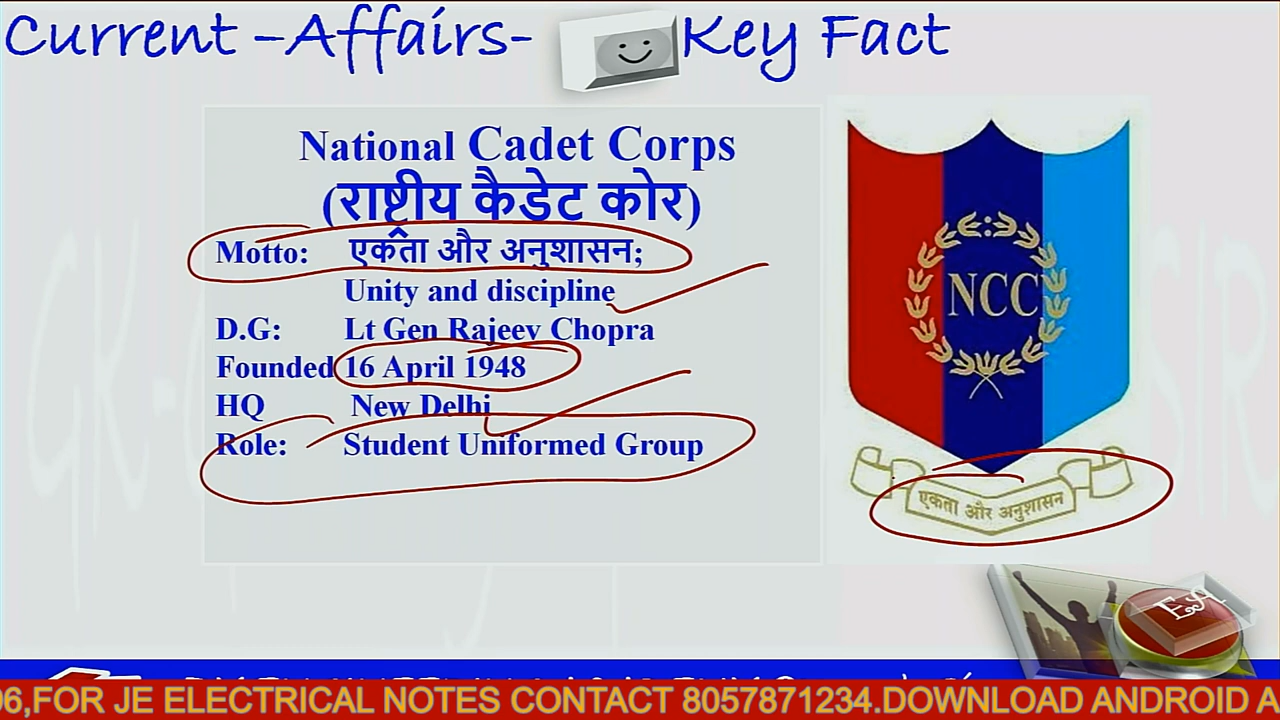 Current -Affairs- Key Fact
National Cadet Corps
(राष्ट्रीय कैडेट कोर)
Motto: एकता और अनुशासन;
Unity and discipline
D.G: Lt Gen Rajeev Chopra
Founded 16 April 1948
HQ New Delhi
Role: Student Uniformed Group
NCC
एकता और अनुशासन
EA
06,FOR JE ELECTRICAL NOTES CONTACT 8057871234.DOWNLOAD ANDROID A